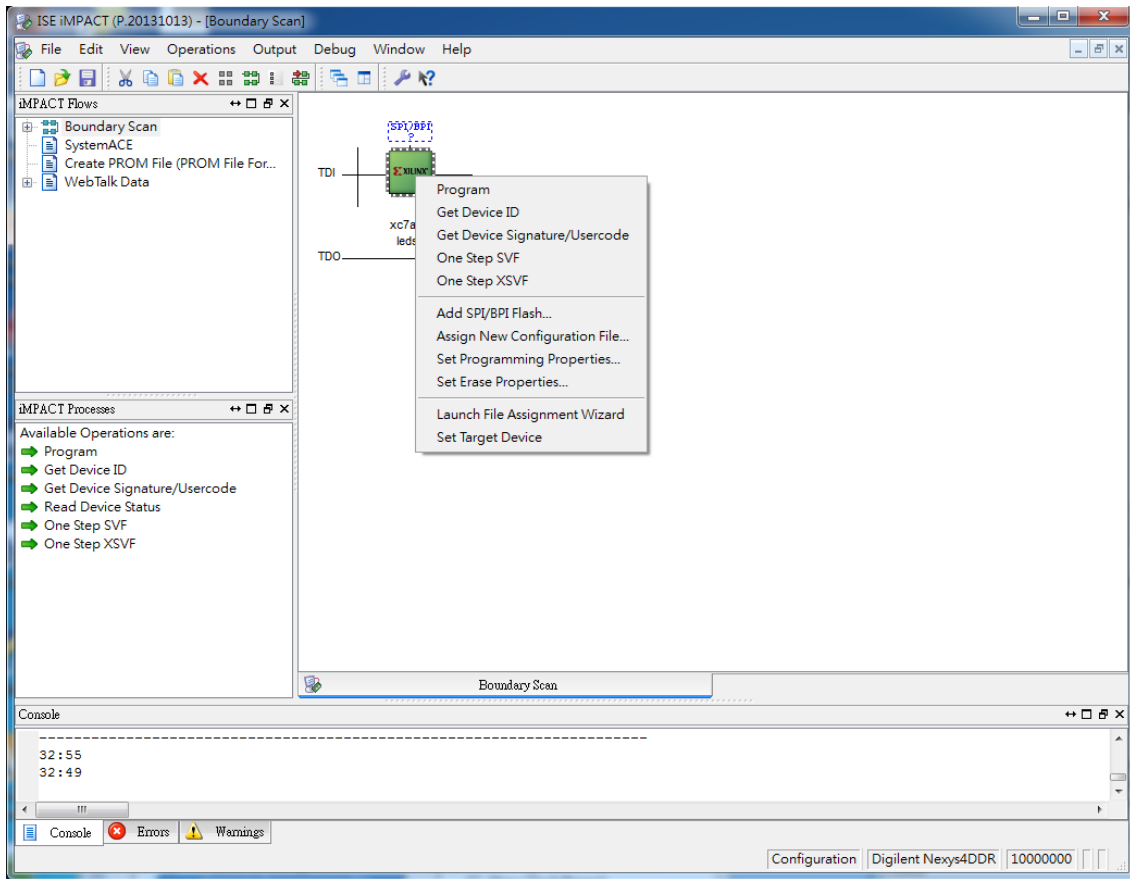 ISE iMPACT (P.20131013) - [Boundary Scan]
File Edit View Operations Output Debug Window Help
iMPACT Flows
Boundary Scan
SystemACE
Create PROM File (PROM File For...
WebTalk Data
SPI/BPI
?
TDI
XILINX
xc7a
leds
TDO
Program
Get Device ID
Get Device Signature/Usercode
One Step SVF
One Step XSVF
Add SPI/BPI Flash...
Assign New Configuration File...
Set Programming Properties...
Set Erase Properties...
Launch File Assignment Wizard
Set Target Device
iMPACT Processes
Available Operations are:
Program
Get Device ID
Get Device Signature/Usercode
Read Device Status
One Step SVF
One Step XSVF
Boundary Scan
Console
----------------------------------------------------------------------
32:55
32:49
Console Errors Warnings
Configuration Digilent Nexys4DDR 10000000